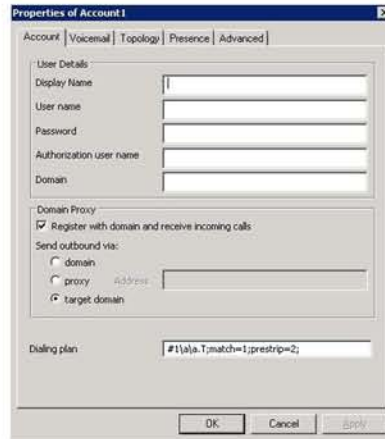 Properties of Account1
Account Voicemail Topology Presence Advanced
User Details
Display Name
User name
Password
Authorization user name
Domain
Domain Proxy
Register with domain and receive incoming calls
Send outbound via:
domain
proxy Address
target domain
Dialing plan #1\a\a.T;match=1;prestrip=2;
OK Cancel Apply